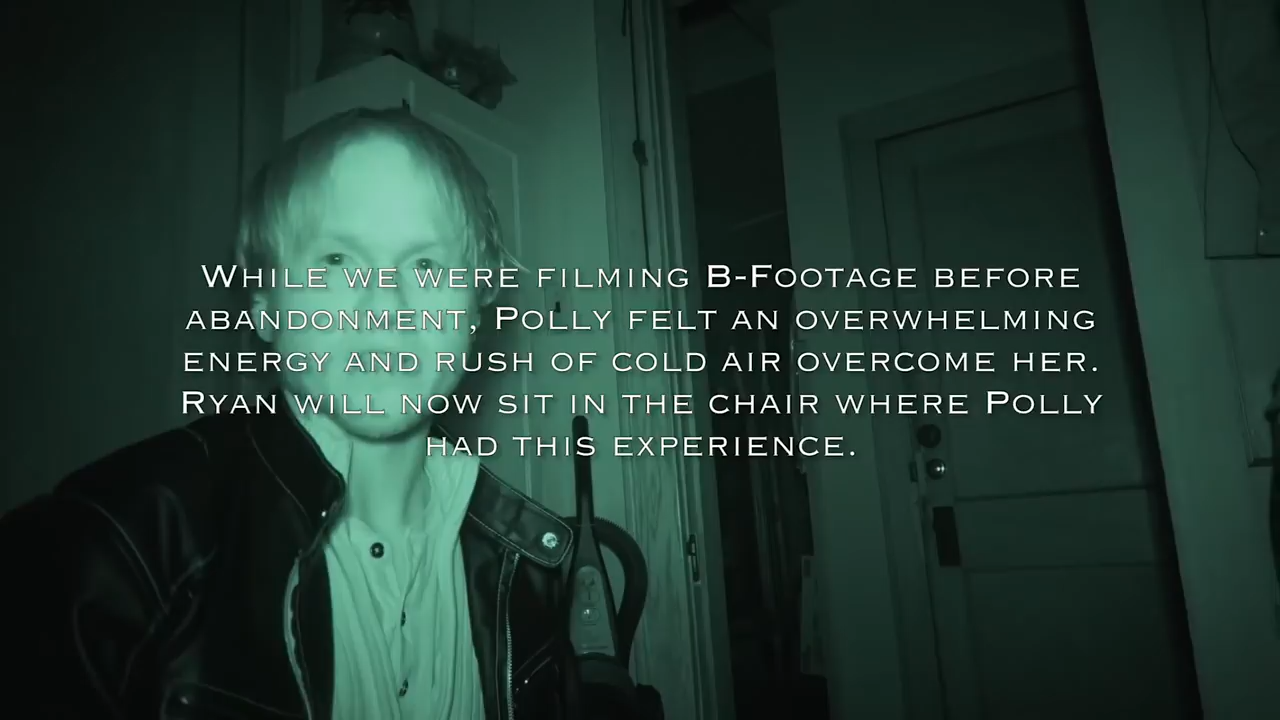 While we were filming B-Footage before
abandonment, Polly felt an overwhelming
energy and rush of cold air overcome her.
Ryan will now sit in the chair where Polly
had this experience.